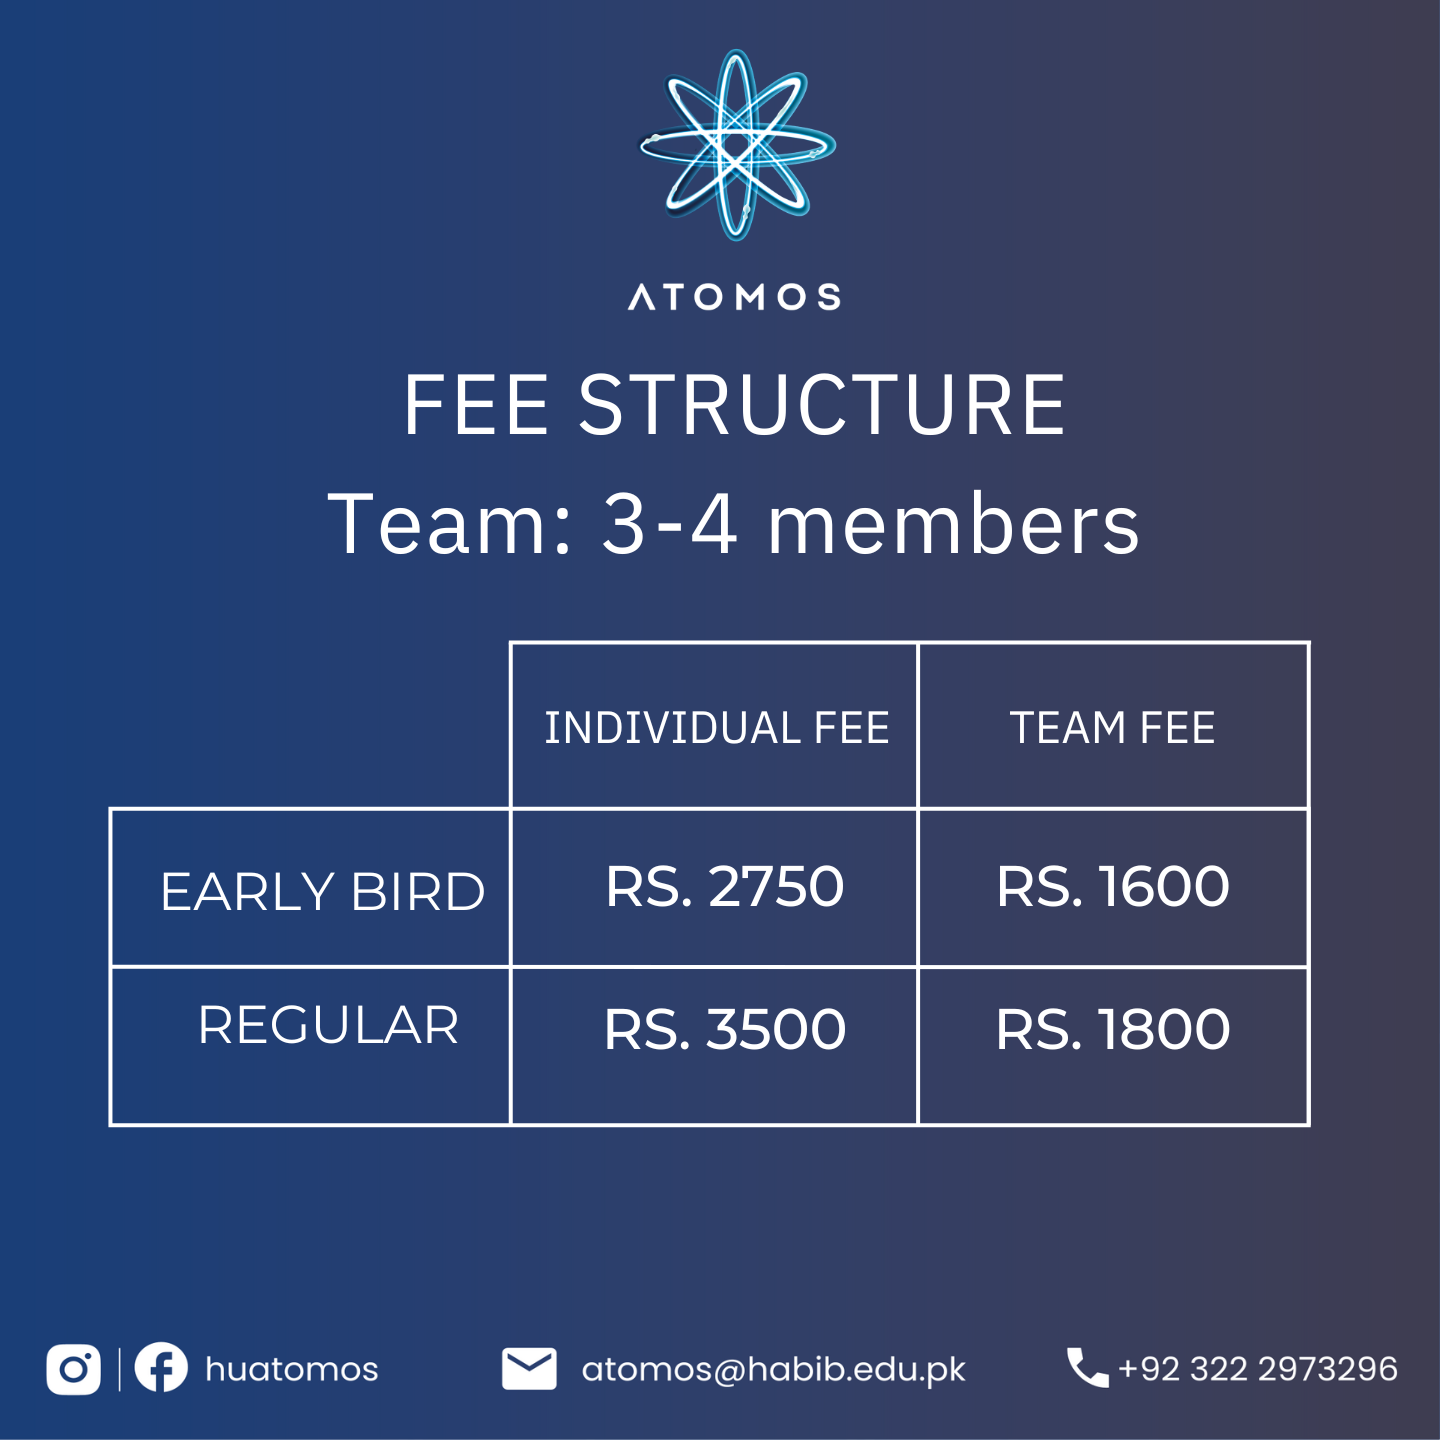 ATOMOS
FEE STRUCTURE
Team: 3-4 members
INDIVIDUAL FEE TEAM FEE
EARLY BIRD RS. 2750 RS. 1600
REGULAR RS. 3500 RS. 1800
huatomos atomos@habib.edu.pk +92 322 2973296